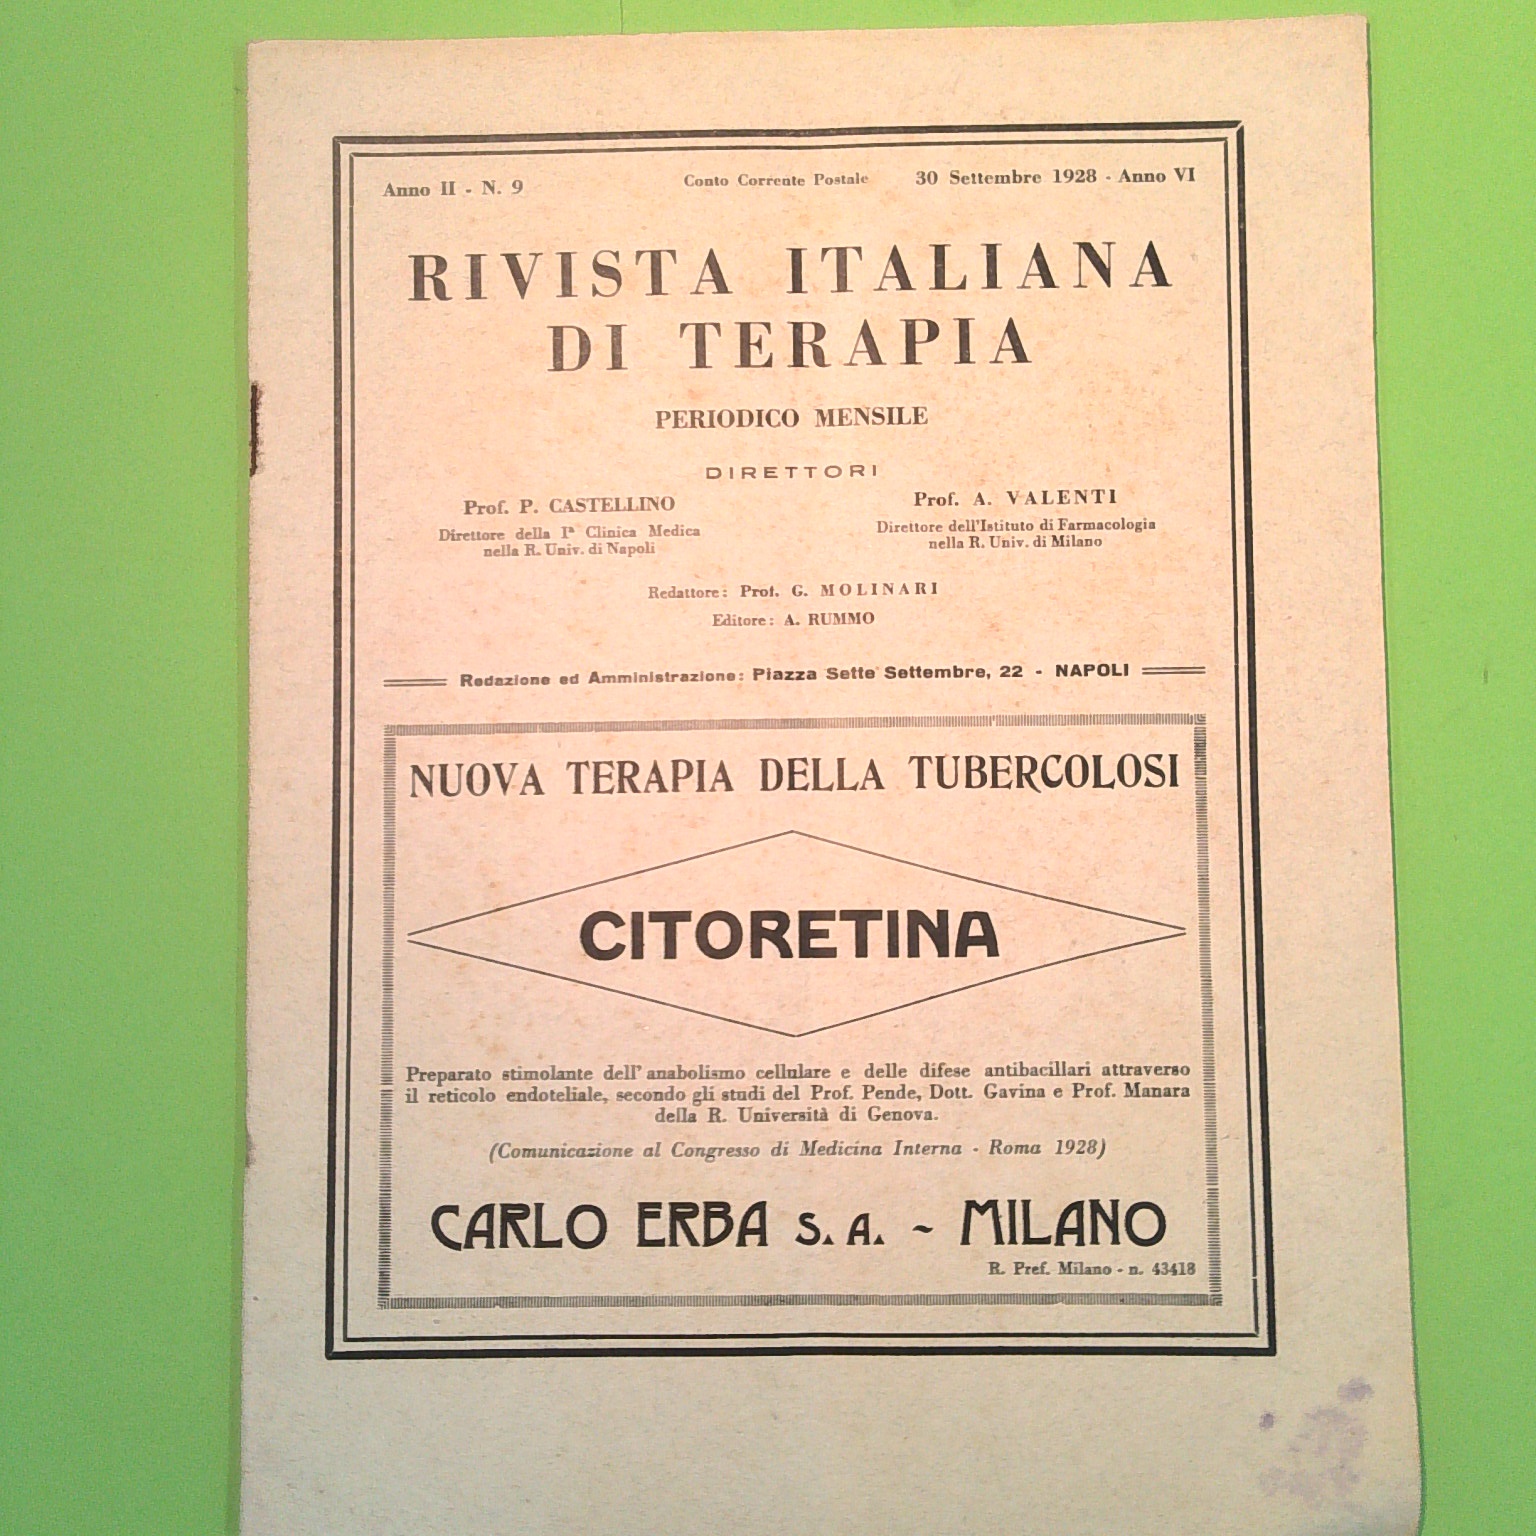 Anno II - N. 9 Conto Corrente Postale 30 Settembre 1928 - Anno VI
RIVISTA ITALIANA
DI TERAPIA
PERIODICO MENSILE
DIRETTORI
Prof. P. CASTELLINO
Direttore della Iª Clinica Medica
nella R. Univ. di Napoli
Prof. A. VALENTI
Direttore dell'Istituto di Farmacologia
nella R. Univ. di Milano
Redattore: Prof. G. MOLINARI
Editore: A. RUMMO
Redazione ed Amministrazione: Piazza Sette Settembre, 22 - NAPOLI
NUOVA TERAPIA DELLA TUBERCOLOSI
CITORETINA
Preparato stimolante dell'anabolismo cellulare e delle difese antibacillari attraverso
il reticolo endoteliale, secondo gli studi del Prof. Pende, Dott. Gavina e Prof. Manara
della R. Università di Genova.
(Comunicazione al Congresso di Medicina Interna - Roma 1928)
CARLO ERBA S. A. - MILANO
R. Pref. Milano - n. 43418